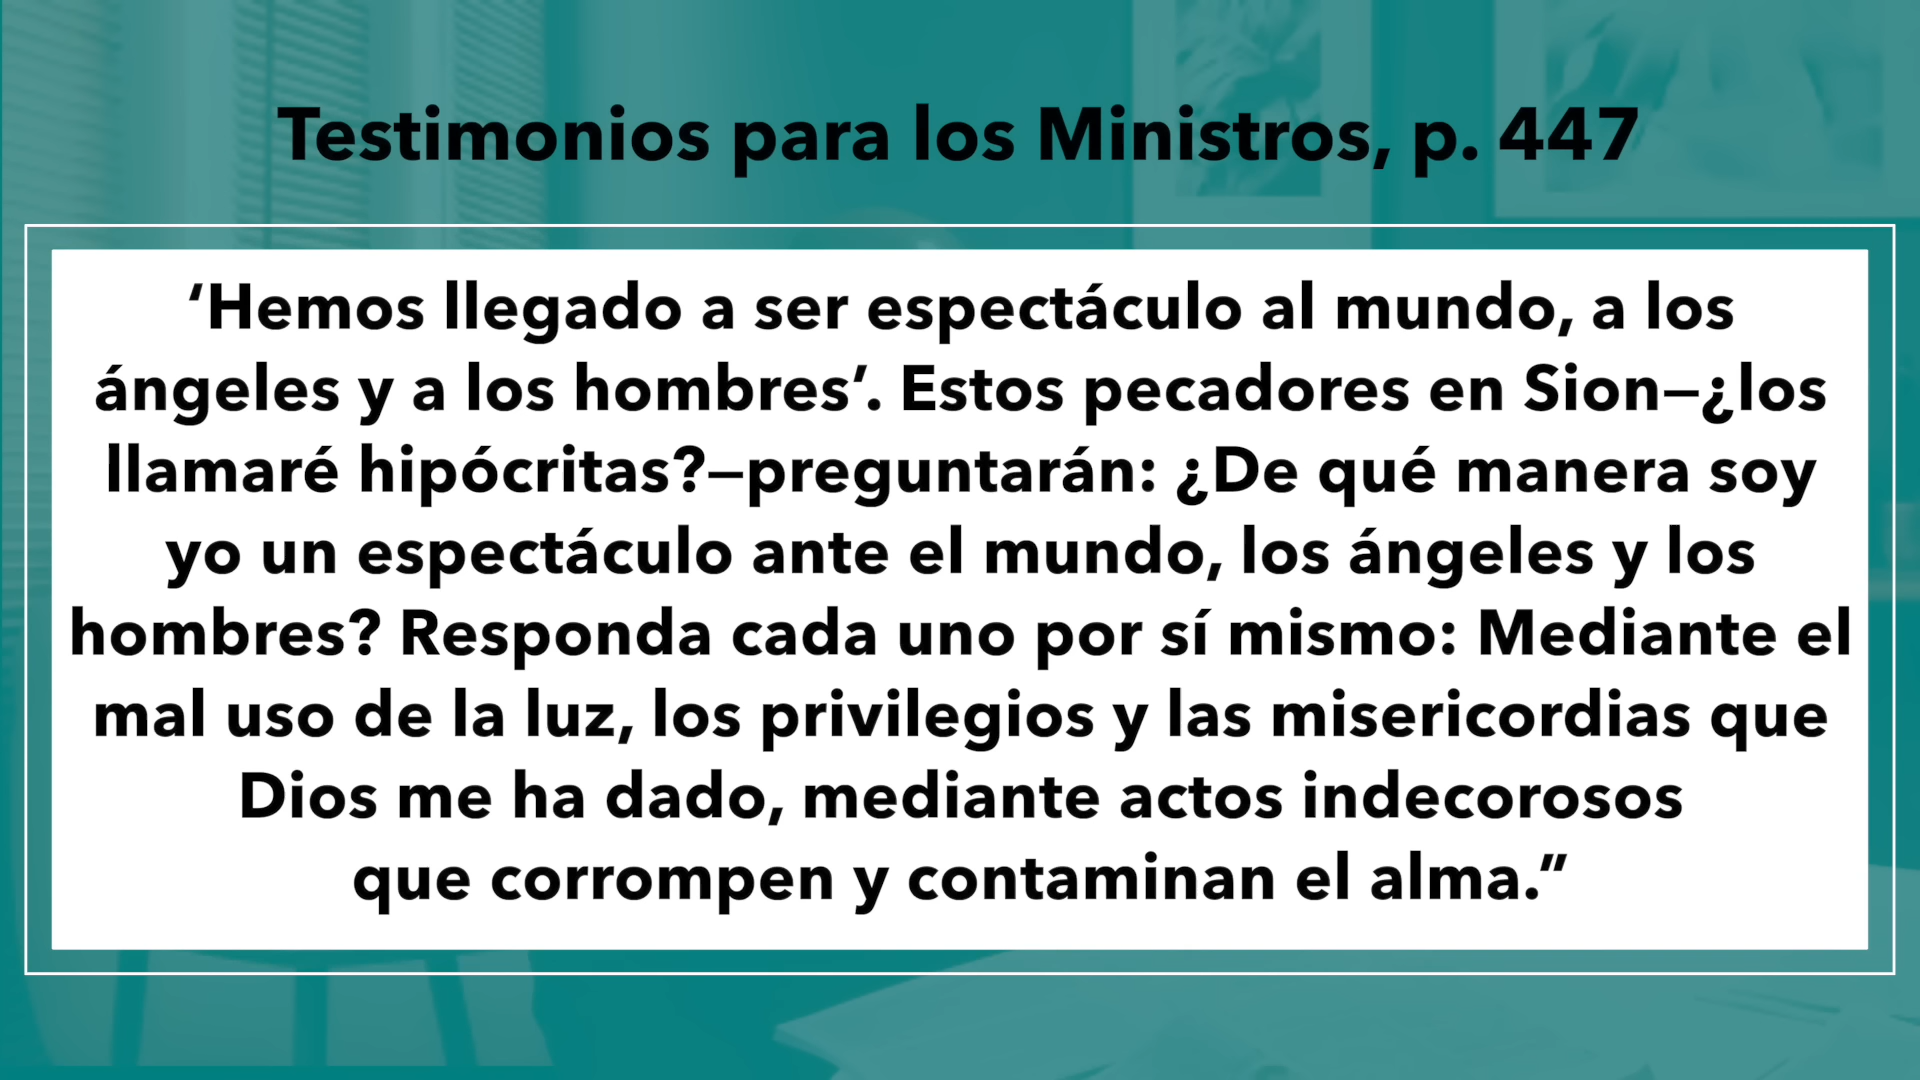 Testimonios para los Ministros, p. 447
‘Hemos llegado a ser espectáculo al mundo, a los
ángeles y a los hombres’. Estos pecadores en Sion—¿los
llamaré hipócritas?—preguntarán: ¿De qué manera soy
yo un espectáculo ante el mundo, los ángeles y los
hombres? Responda cada uno por sí mismo: Mediante el
mal uso de la luz, los privilegios y las misericordias que
Dios me ha dado, mediante actos indecorosos
que corrompen y contaminan el alma.”